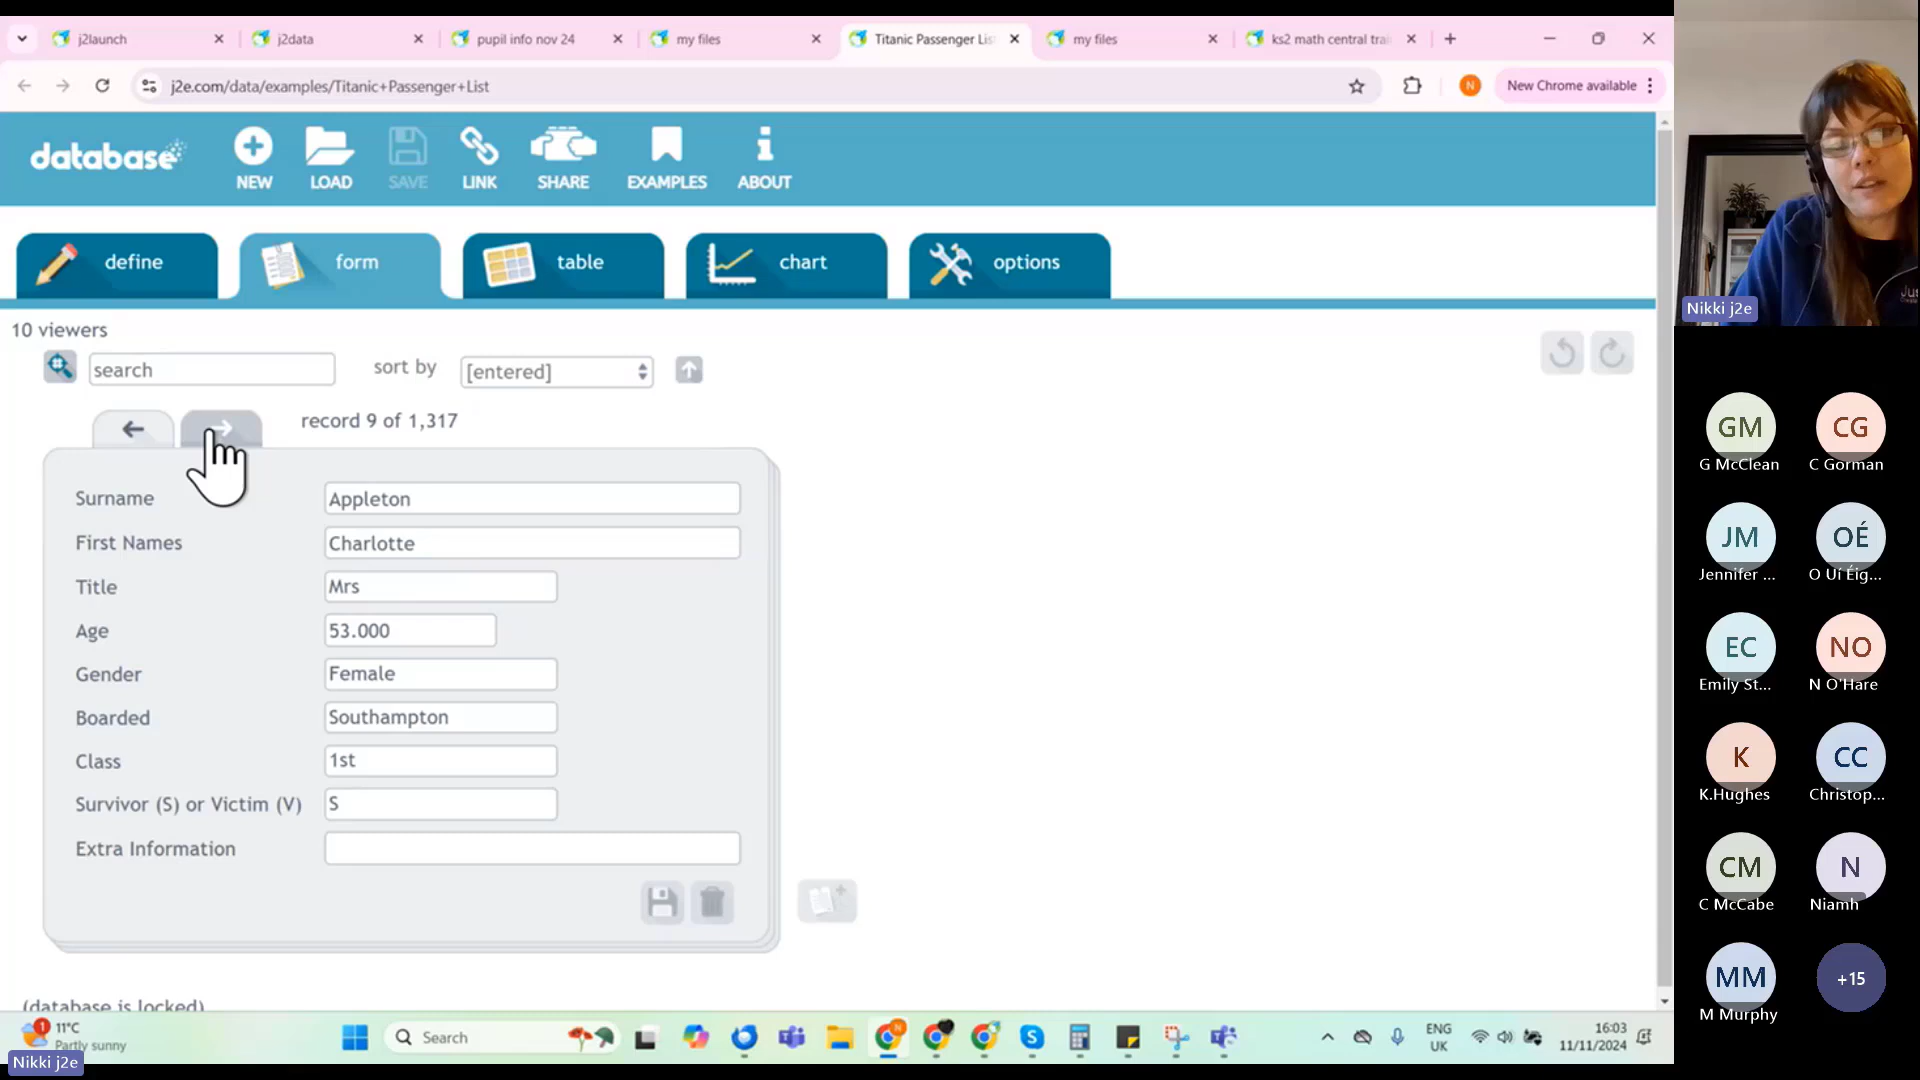 j2launch
j2data
pupil info nov 24
my files
Titanic Passenger Lis
my files
ks2 math central trai
j2e.com/data/examples/Titanic+Passenger+List
N
New Chrome available
database
NEW
LOAD
SAVE
LINK
SHARE
EXAMPLES
ABOUT
define
form
table
chart
options
10 viewers
search
sort by
[entered]
record 9 of 1,317
Surname
Appleton
First Names
Charlotte
Title
Mrs
Age
53.000
Gender
Female
Boarded
Southampton
Class
1st
Survivor (S) or Victim (V)
S
Extra Information
(database is locked)
1
11°C
Partly sunny
Search
ENG
UK
16:03
11/11/2024
Nikki j2e
Nikki j2e
GM
G McClean
CG
C Gorman
JM
Jennifer ...
OÉ
O Uí Éig...
EC
Emily St...
NO
N O'Hare
K
K.Hughes
CC
Christop...
CM
C McCabe
N
Niamh
MM
M Murphy
+15